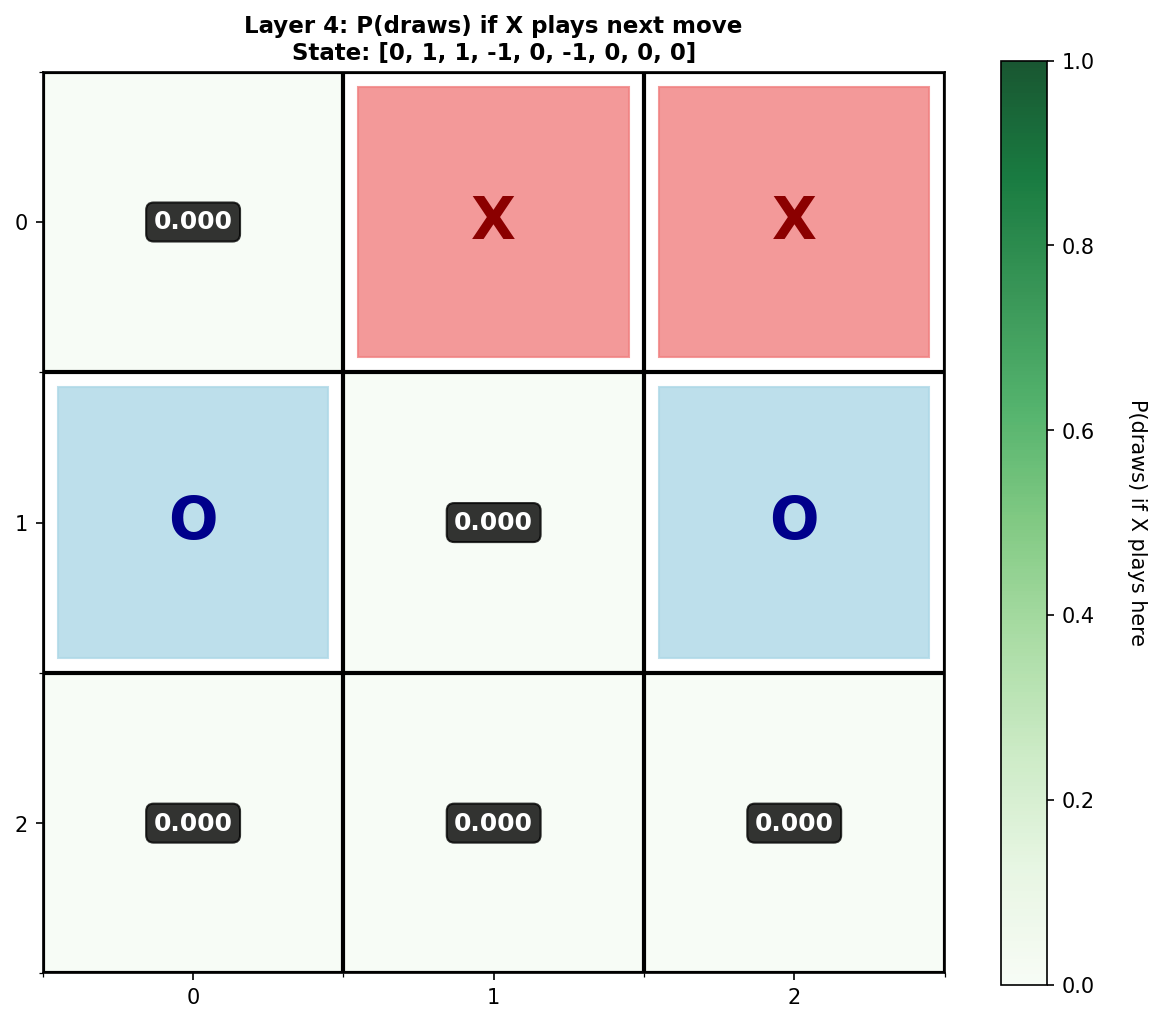 Layer 4: P(draws) if X plays next move
State: [0, 1, 1, -1, 0, -1, 0, 0, 0]
0
0.000
X
X
1
O
0.000
O
2
0.000
0.000
0.000
0
1
2
1.0
0.8
0.6
0.4
0.2
0.0
P(draws) if X plays here